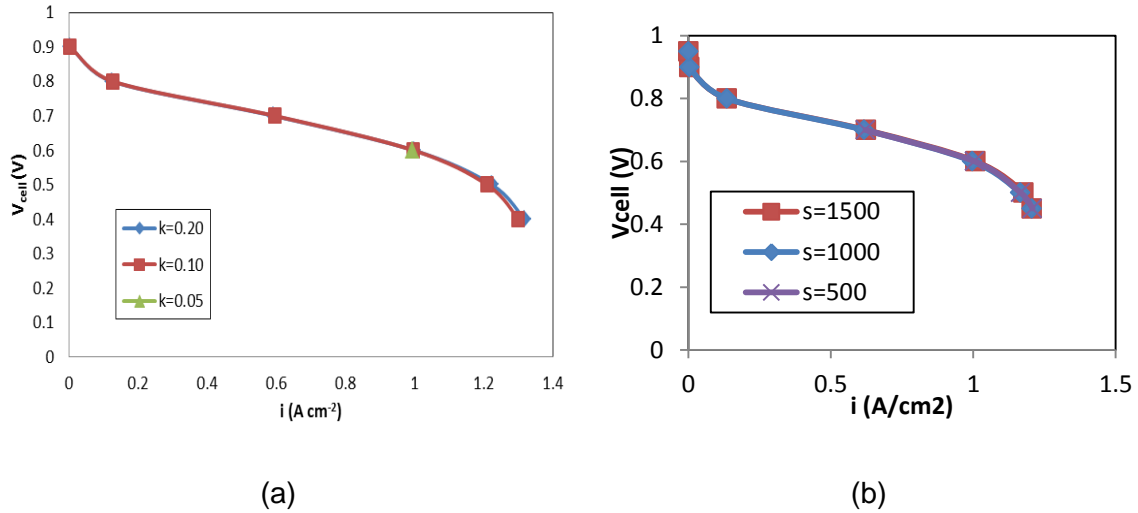 1
0.9
0.8
0.7
0.6
0.5
0.4
0.3
0.2
0.1
0
Vcell (V)
k=0.20
k=0.10
k=0.05
0 0.2 0.4 0.6 0.8 1 1.2 1.4
i (A cm-2)
(a)
1
0.8
0.6
0.4
0.2
0
Vcell (V)
s=1500
s=1000
s=500
0 0.5 1 1.5
i (A/cm2)
(b)